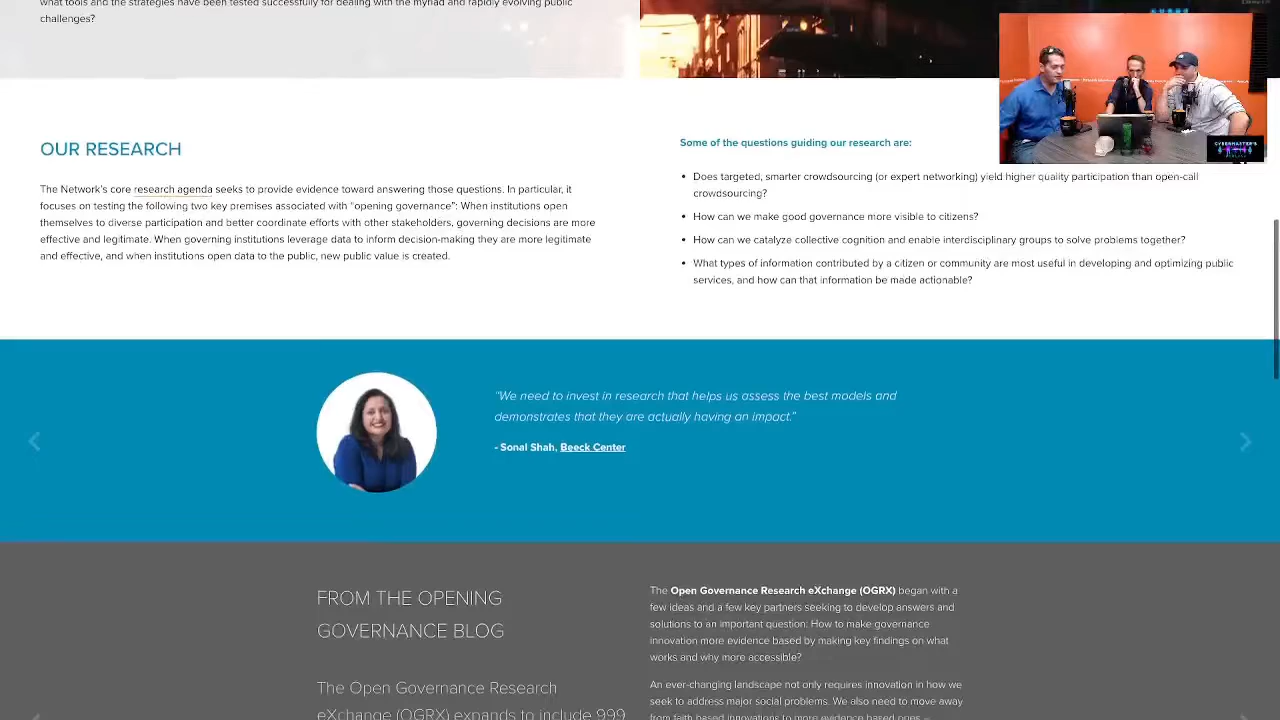 what tools and the strategies have been tested successfully for dealing with the myriad and rapidly evolving public
challenges?
OUR RESEARCH
The Network's core research agenda seeks to provide evidence toward answering those questions. In particular, it
focuses on testing the following two key premises associated with "opening governance": When institutions open
themselves to diverse participation and better coordinate efforts with other stakeholders, governing decisions are more
effective and legitimate. When governing institutions leverage data to inform decision-making they are more legitimate
and effective, and when institutions open data to the public, new public value is created.
Some of the questions guiding our research are:
• Does targeted, smarter crowdsourcing (or expert networking) yield higher quality participation than open-call
crowdsourcing?
• How can we make good governance more visible to citizens?
• How can we catalyze collective cognition and enable interdisciplinary groups to solve problems together?
• What types of information contributed by a citizen or community are most useful in developing and optimizing public
services, and how can that information be made actionable?
"We need to invest in research that helps us assess the best models and
demonstrates that they are actually having an impact."
- Sonal Shah, Beeck Center
FROM THE OPENING
GOVERNANCE BLOG
The Open Governance Research
eXchange (OGRX) expands to include 999
The Open Governance Research eXchange (OGRX) began with a
few ideas and a few key partners seeking to develop answers and
solutions to an important question: How to make governance
innovation more evidence based by making key findings on what
works and why more accessible?
An ever-changing landscape not only requires innovation in how we
seek to address major social problems. We also need to move away
from faith based innovations to more evidence based ones –
CYBERMASTER'S